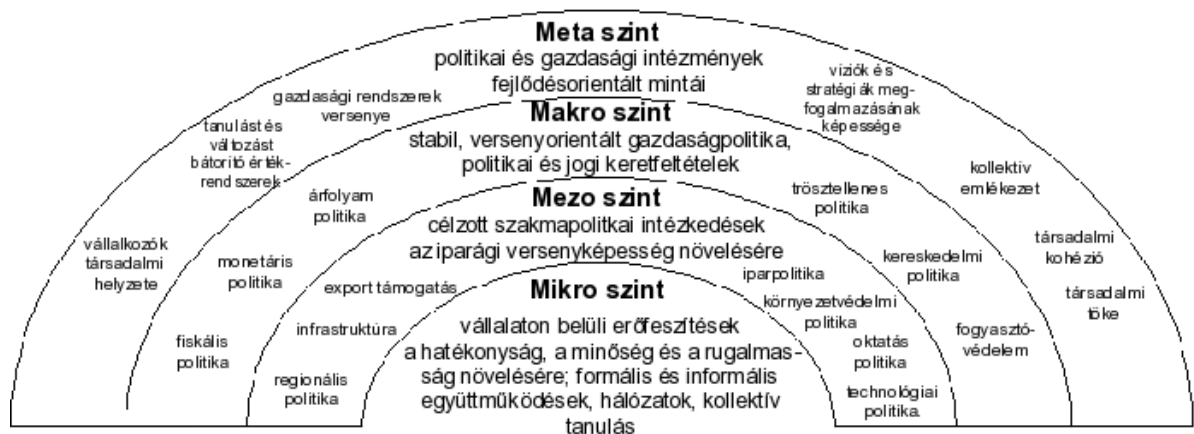 Meta szint
politikai és gazdasági intézmények
fejlődésorientált mintái
gazdasági rendszerek
versenye
tanulást és
változást
bátorító érték-
rendszerek
vállalkozók
társadalmi
helyzete
víziók és
stratégiák meg-
fogalmazásának
képessége
kollektív
emlékezet
társadalmi
kohézió
társadalmi
tőke
Makro szint
stabil, versenyorientált gazdaságpolitika,
politikai és jogi keretfeltételek
árfolyam
politika
monetáris
politika
fiskális
politika
trösztellenes
politika
kereskedelmi
politika
fogyasztó-
védelem
Mezo szint
célzott szakmapolitkai intézkedések
az iparági versenyképesség növelésére
export támogatás
infrastruktúra
regionális
politika
iparpolitika
környezetvédelmi
politika
oktatás
politika
technológiai
politika.
Mikro szint
vállalaton belüli erőfeszítések
a hatékonyság, a minőség és a rugalmas-
ság növelésére; formális és informális
együttműködések, hálózatok, kollektív
tanulás